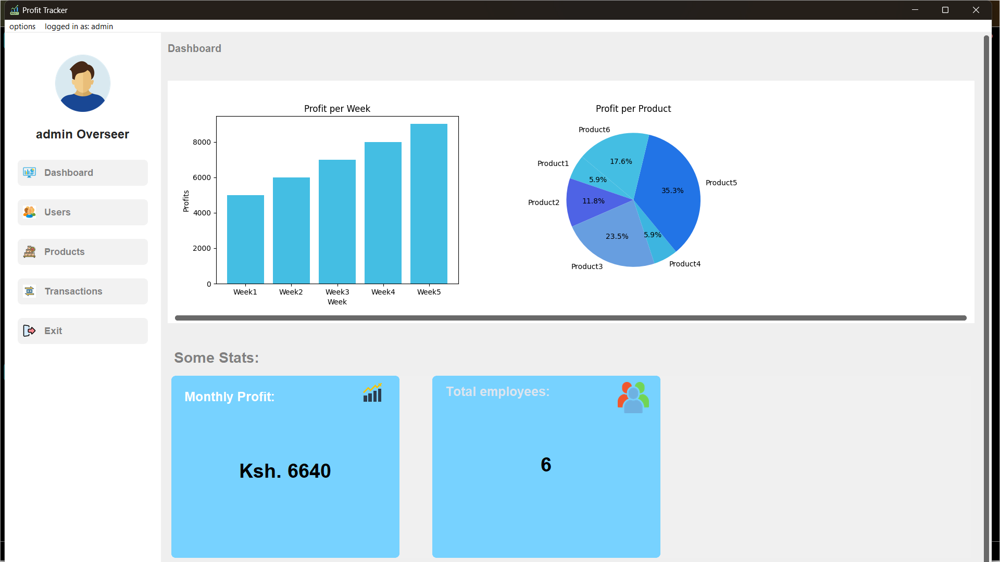 Profit Tracker
options logged in as: admin
admin Overseer
Dashboard
Users
Products
Transactions
Exit
Dashboard
Profit per Week
Profits
8000
6000
4000
2000
0
Week1 Week2 Week3 Week4 Week5
Week
Profit per Product
Product6
17.6%
Product1
5.9%
Product5
35.3%
Product2
11.8%
23.5%
5.9%
Product3
Product4
Some Stats:
Monthly Profit:
Ksh. 6640
Total employees:
6